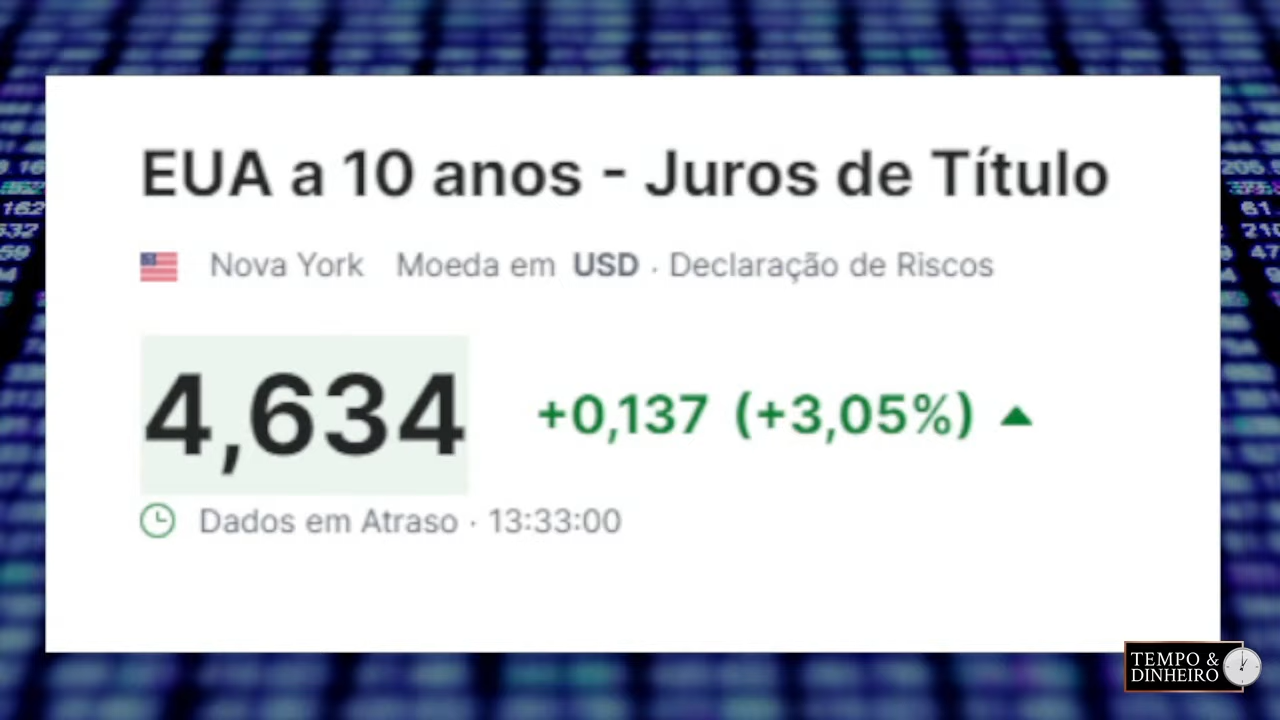 EUA a 10 anos - Juros de Título
Nova York Moeda em USD · Declaração de Riscos
4,634 +0,137 (+3,05%)
Dados em Atraso · 13:33:00
TEMPO &
DINHEIRO